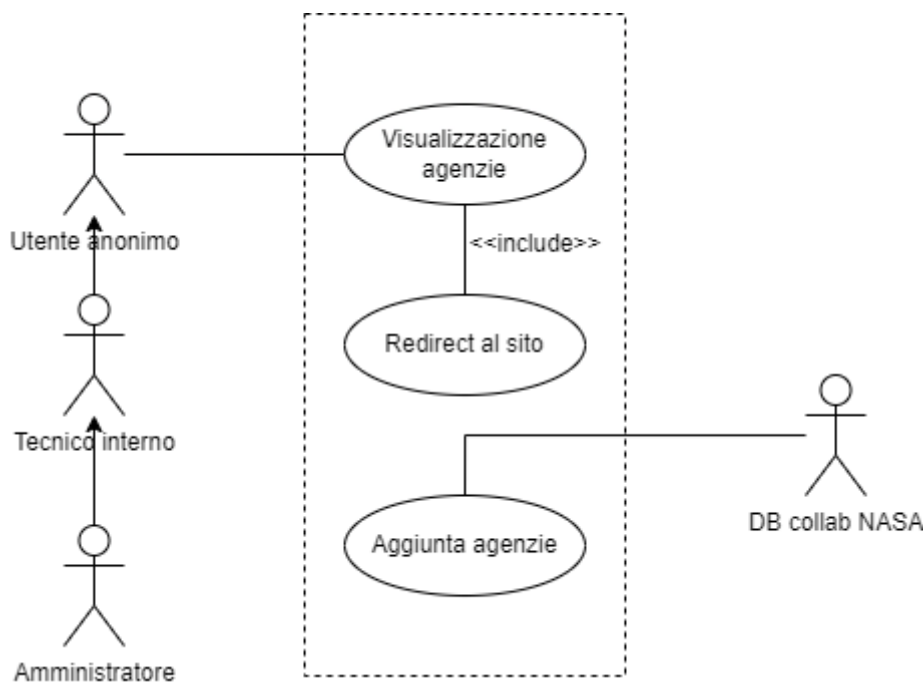 Visualizzazione
agenzie
Utente anonimo
<<include>>
Redirect al sito
Tecnico interno
DB collab NASA
Aggiunta agenzie
Amministratore